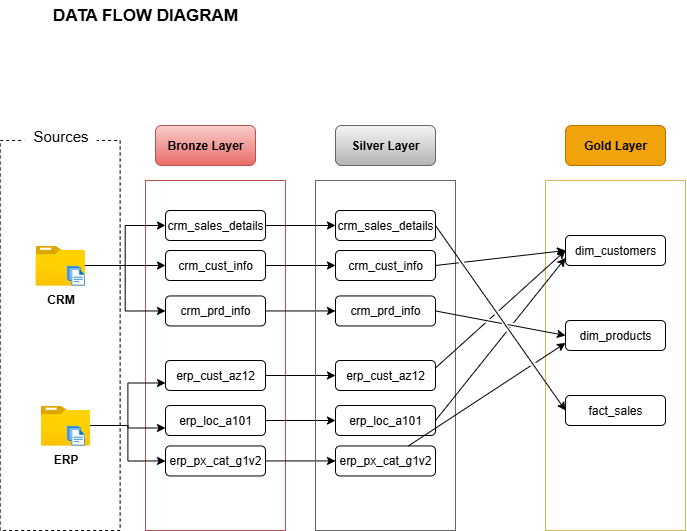 DATA FLOW DIAGRAM
Sources
Bronze Layer
Silver Layer
Gold Layer
CRM
ERP
crm_sales_details
crm_cust_info
crm_prd_info
erp_cust_az12
erp_loc_a101
erp_px_cat_g1v2
crm_sales_details
crm_cust_info
crm_prd_info
erp_cust_az12
erp_loc_a101
erp_px_cat_g1v2
dim_customers
dim_products
fact_sales